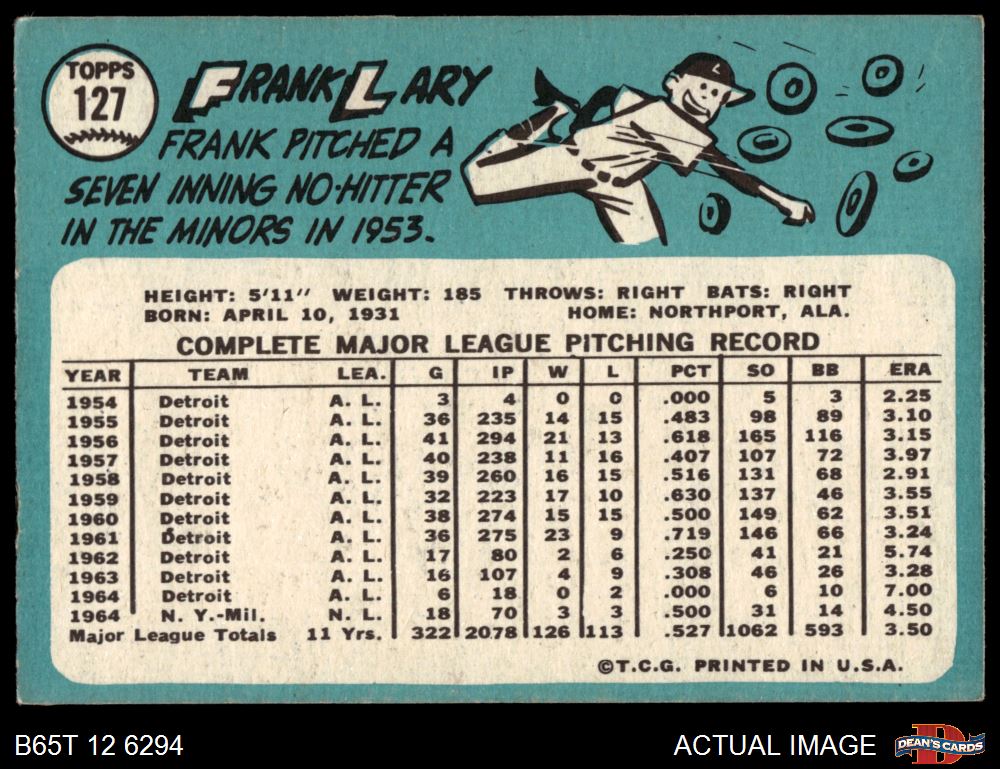 TOPPS
127
FRANK LARY
FRANK PITCHED A
SEVEN INNING NO-HITTER
IN THE MINORS IN 1953.
L
HEIGHT: 5'11" WEIGHT: 185 THROWS: RIGHT BATS: RIGHT
BORN: APRIL 10, 1931 HOME: NORTHPORT, ALA.
COMPLETE MAJOR LEAGUE PITCHING RECORD
YEAR TEAM LEA. G IP W L PCT SO BB ERA
1954 Detroit A. L. 3 4 0 0 .000 5 3 2.25
1955 Detroit A. L. 36 235 14 15 .483 98 89 3.10
1956 Detroit A. L. 41 294 21 13 .618 165 116 3.15
1957 Detroit A. L. 40 238 11 16 .407 107 72 3.97
1958 Detroit A. L. 39 260 16 15 .516 131 68 2.91
1959 Detroit A. L. 32 223 17 10 .630 137 46 3.55
1960 Detroit A. L. 38 274 15 15 .500 149 62 3.51
1961 Detroit A. L. 36 275 23 9 .719 146 66 3.24
1962 Detroit A. L. 17 80 2 6 .250 41 21 5.74
1963 Detroit A. L. 16 107 4 9 .308 46 26 3.28
1964 Detroit A. L. 6 18 0 2 .000 6 10 7.00
1964 N. Y.-Mil. N. L. 18 70 3 3 .500 31 14 4.50
Major League Totals 11 Yrs. 322 2078 126 113 .527 1062 593 3.50
©T.C.G. PRINTED IN U.S.A.
B65T 12 6294 ACTUAL IMAGE
D
DEAN'S CARDS